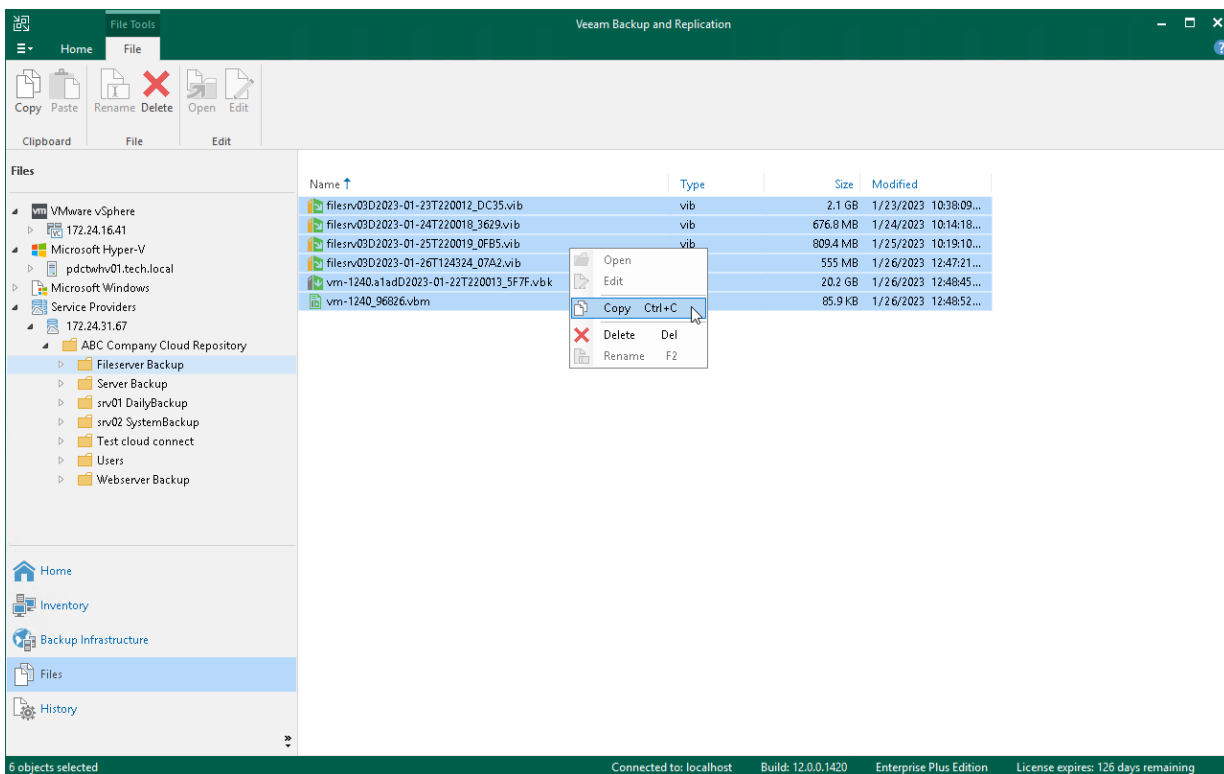 File Tools
Veeam Backup and Replication
Home File
Copy Paste Rename Delete Open Edit
Clipboard File Edit
Files
VMware vSphere
172.24.16.41
Microsoft Hyper-V
pdctwhv01.tech.local
Microsoft Windows
Service Providers
172.24.31.67
ABC Company Cloud Repository
Fileserver Backup
Server Backup
srv01 DailyBackup
srv02 SystemBackup
Test cloud connect
Users
Webserver Backup
Home
Inventory
Backup Infrastructure
Files
History
Name Type Size Modified
filesrv03D2023-01-23T220012_DC35.vib vib 2.1 GB 1/23/2023 10:38:09...
filesrv03D2023-01-24T220018_3629.vib vib 676.8 MB 1/24/2023 10:14:18...
filesrv03D2023-01-25T220019_0FB5.vib vib 809.4 MB 1/25/2023 10:19:10...
filesrv03D2023-01-26T124324_07A2.vib 555 MB 1/26/2023 12:47:21...
vm-1240.a1adD2023-01-22T220013_5F7F.vbk 20.2 GB 1/26/2023 12:48:45...
vm-1240_96826.vbm 85.9 KB 1/26/2023 12:48:52...
Open
Edit
Copy Ctrl+C
Delete Del
Rename F2
6 objects selected
Connected to: localhost Build: 12.0.0.1420 Enterprise Plus Edition License expires: 126 days remaining